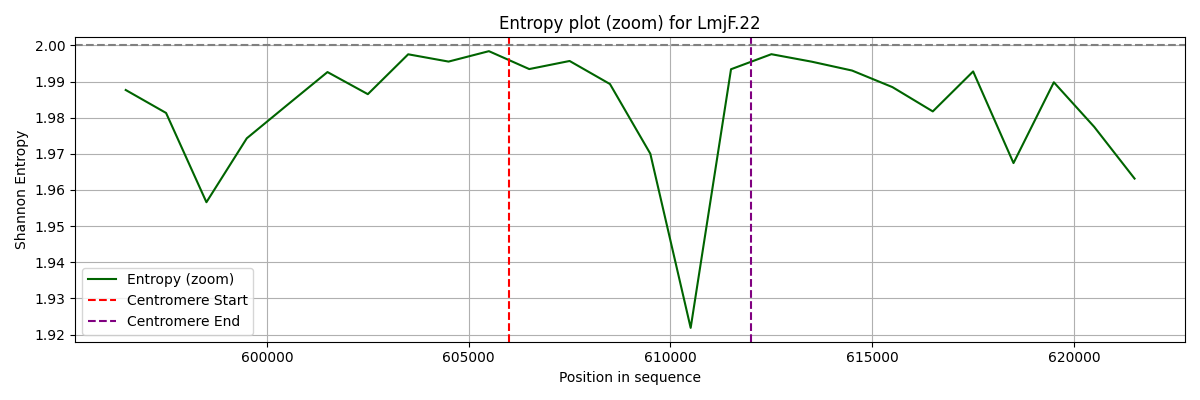 Entropy plot (zoom) for LmjF.22
2.00
1.99
1.98
1.97
1.96
1.95
1.94
1.93
1.92
Shannon Entropy
Entropy (zoom)
Centromere Start
Centromere End
600000 605000 610000 615000 620000
Position in sequence